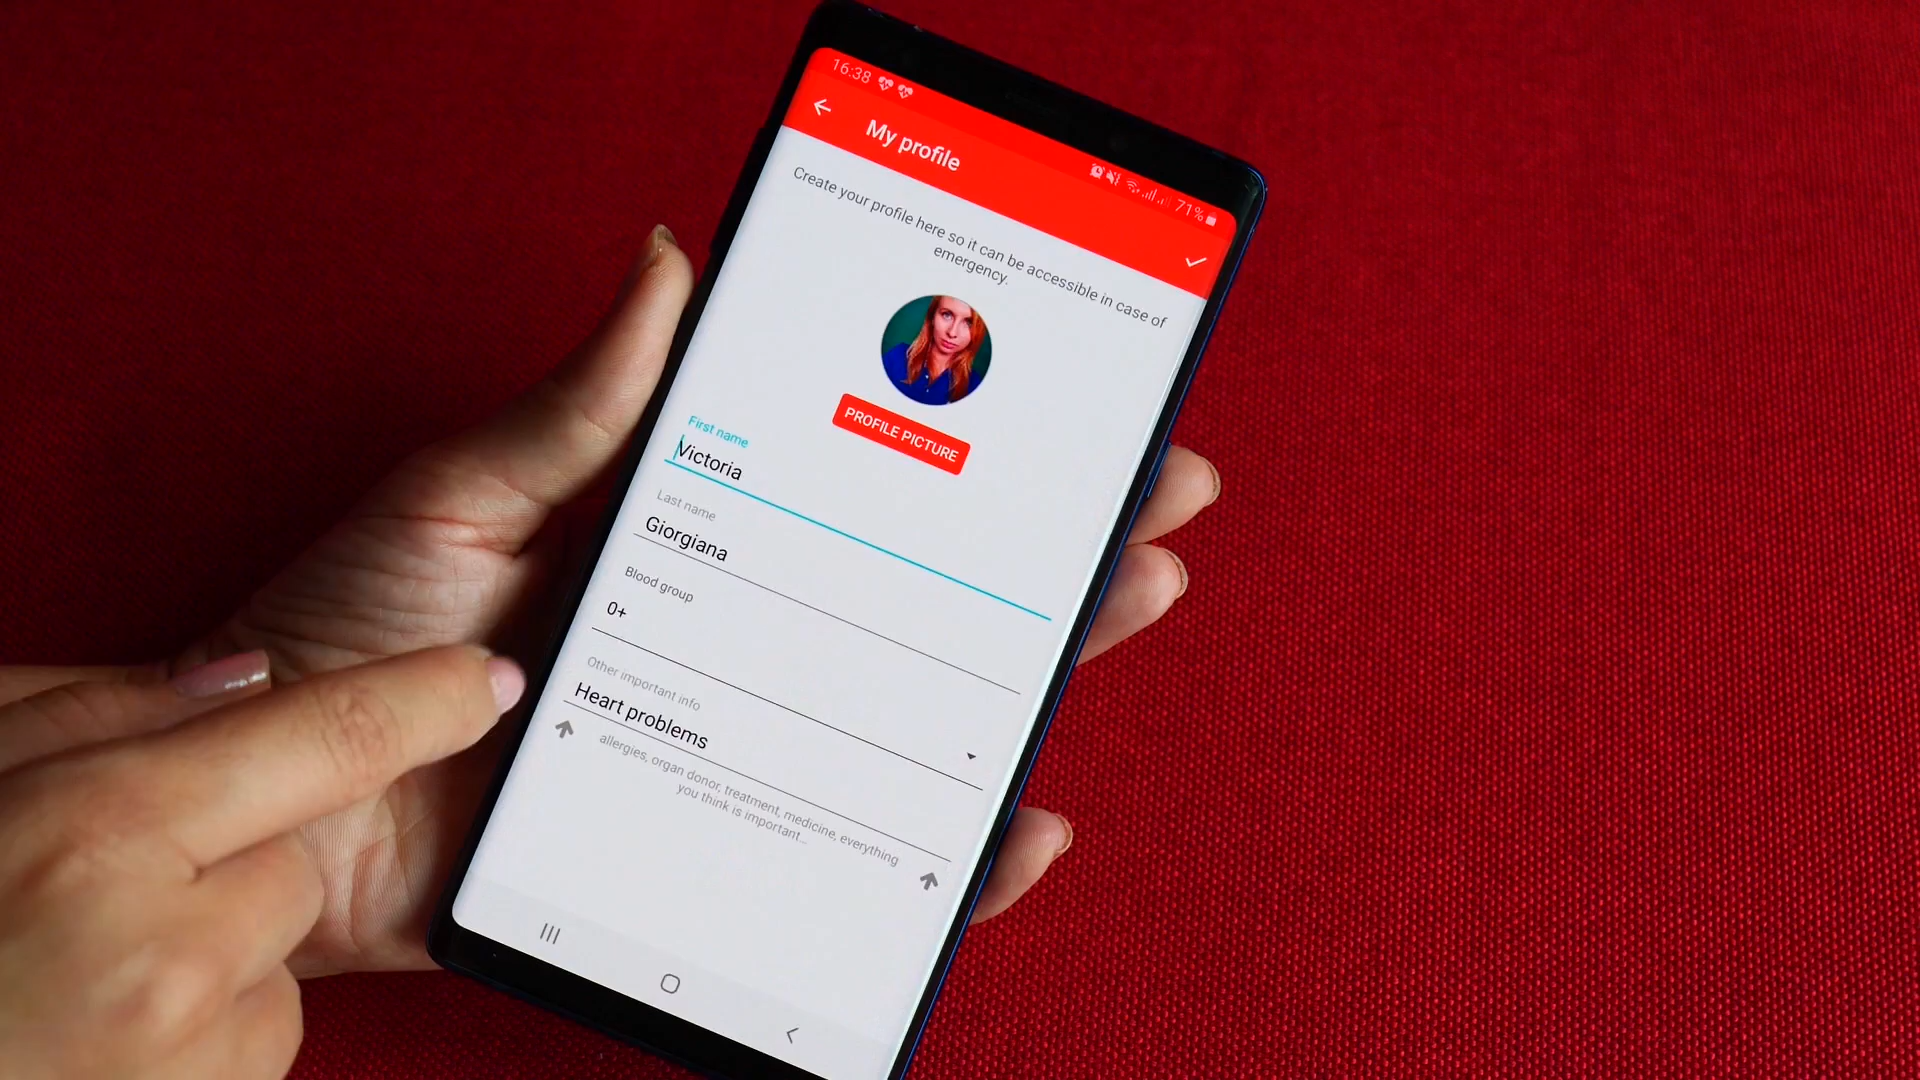 16:38
71%
My profile
Create your profile here so it can be accessible in case of
emergency.
PROFILE PICTURE
First name
Victoria
Last name
Giorgiana
Blood group
0+
Other important info
Heart problems
allergies, organ donor, treatment, medicine, everything
you think is important...